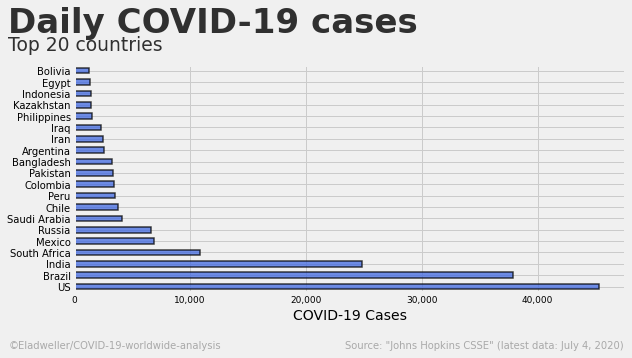 Daily COVID-19 cases
Top 20 countries
Bolivia
Egypt
Indonesia
Kazakhstan
Philippines
Iraq
Iran
Argentina
Bangladesh
Pakistan
Colombia
Peru
Chile
Saudi Arabia
Russia
Mexico
South Africa
India
Brazil
US
0 10,000 20,000 30,000 40,000
COVID-19 Cases
©Eladweller/COVID-19-worldwide-analysis Source: "Johns Hopkins CSSE" (latest data: July 4, 2020)